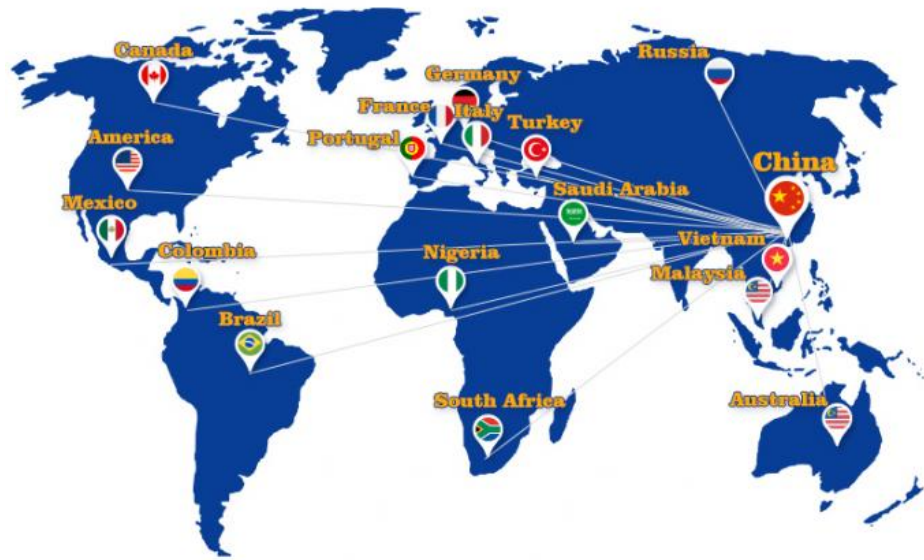 Canada
Russia
Germany
France
Italy
America
Portugal
Turkey
China
Saudi Arabia
Mexico
Vietnam
Colombia
Nigeria
Malaysia
Brazil
South Africa
Australia